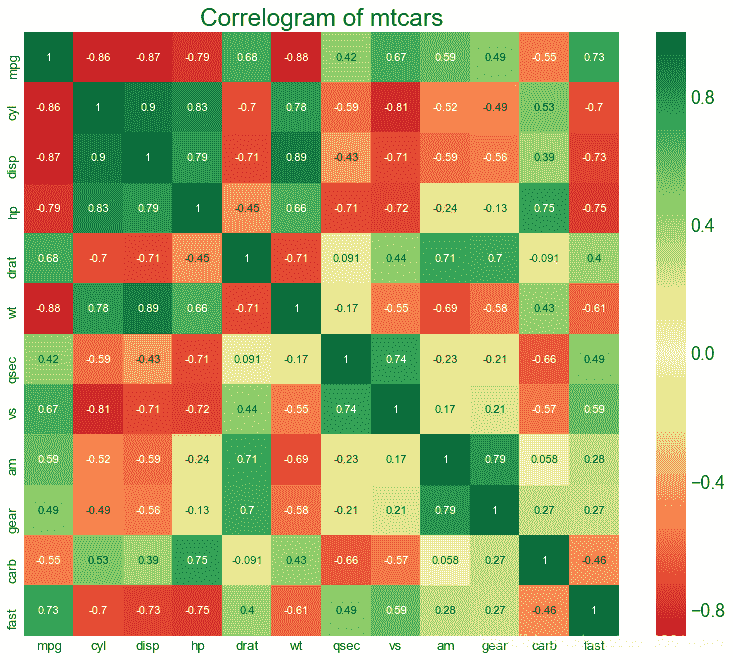 Correlogram of mtcars
mpg 1 -0.86 -0.87 -0.79 0.68 -0.88 0.42 0.67 0.59 0.49 -0.55 0.73
cyl -0.86 1 0.9 0.83 -0.7 0.78 -0.59 -0.81 -0.52 -0.49 0.53 -0.7
disp -0.87 0.9 1 0.79 -0.71 0.89 -0.43 -0.71 -0.59 -0.56 0.39 -0.73
hp -0.79 0.83 0.79 1 -0.45 0.66 -0.71 -0.72 -0.24 -0.13 0.75 -0.75
drat 0.68 -0.7 -0.71 -0.45 1 -0.71 0.091 0.44 0.71 0.7 -0.091 0.4
wt -0.88 0.78 0.89 0.66 -0.71 1 -0.17 -0.55 -0.69 -0.58 0.43 -0.61
qsec 0.42 -0.59 -0.43 -0.71 0.091 -0.17 1 0.74 -0.23 -0.21 -0.66 0.49
vs 0.67 -0.81 -0.71 -0.72 0.44 -0.55 0.74 1 0.17 0.21 -0.57 0.59
am 0.59 -0.52 -0.59 -0.24 0.71 -0.69 -0.23 0.17 1 0.79 0.058 0.28
gear 0.49 -0.49 -0.56 -0.13 0.7 -0.58 -0.21 0.21 0.79 1 0.27 0.27
carb -0.55 0.53 0.39 0.75 -0.091 0.43 -0.66 -0.57 0.058 0.27 1 -0.46
fast 0.73 -0.7 -0.73 -0.75 0.4 -0.61 0.49 0.59 0.28 0.27 -0.46 1
mpg cyl disp hp drat wt qsec vs am gear carb fast
0.8
0.4
0.0
−0.4
−0.8